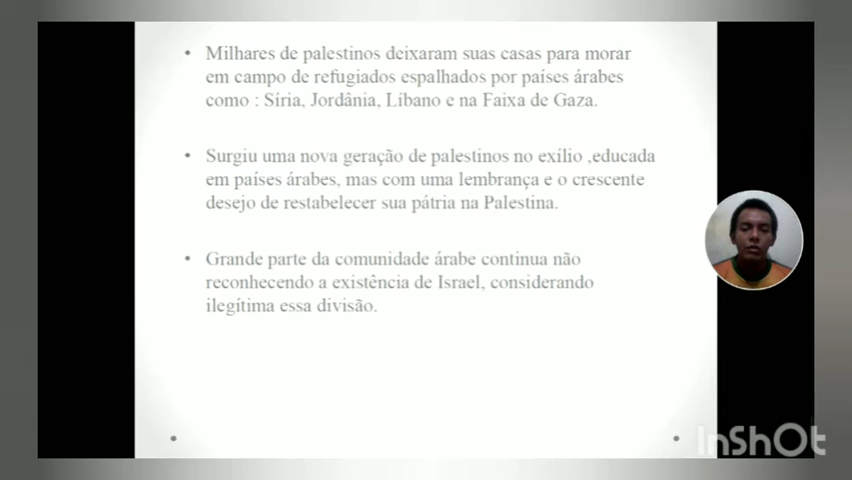 • Milhares de palestinos deixaram suas casas para morar
em campo de refugiados espalhados por países árabes
como : Síria, Jordânia, Líbano e na Faixa de Gaza.
• Surgiu uma nova geração de palestinos no exílio ,educada
em países árabes, mas com uma lembrança e o crescente
desejo de restabelecer sua pátria na Palestina.
• Grande parte da comunidade árabe continua não
reconhecendo a existência de Israel, considerando
ilegítima essa divisão.
InShOt